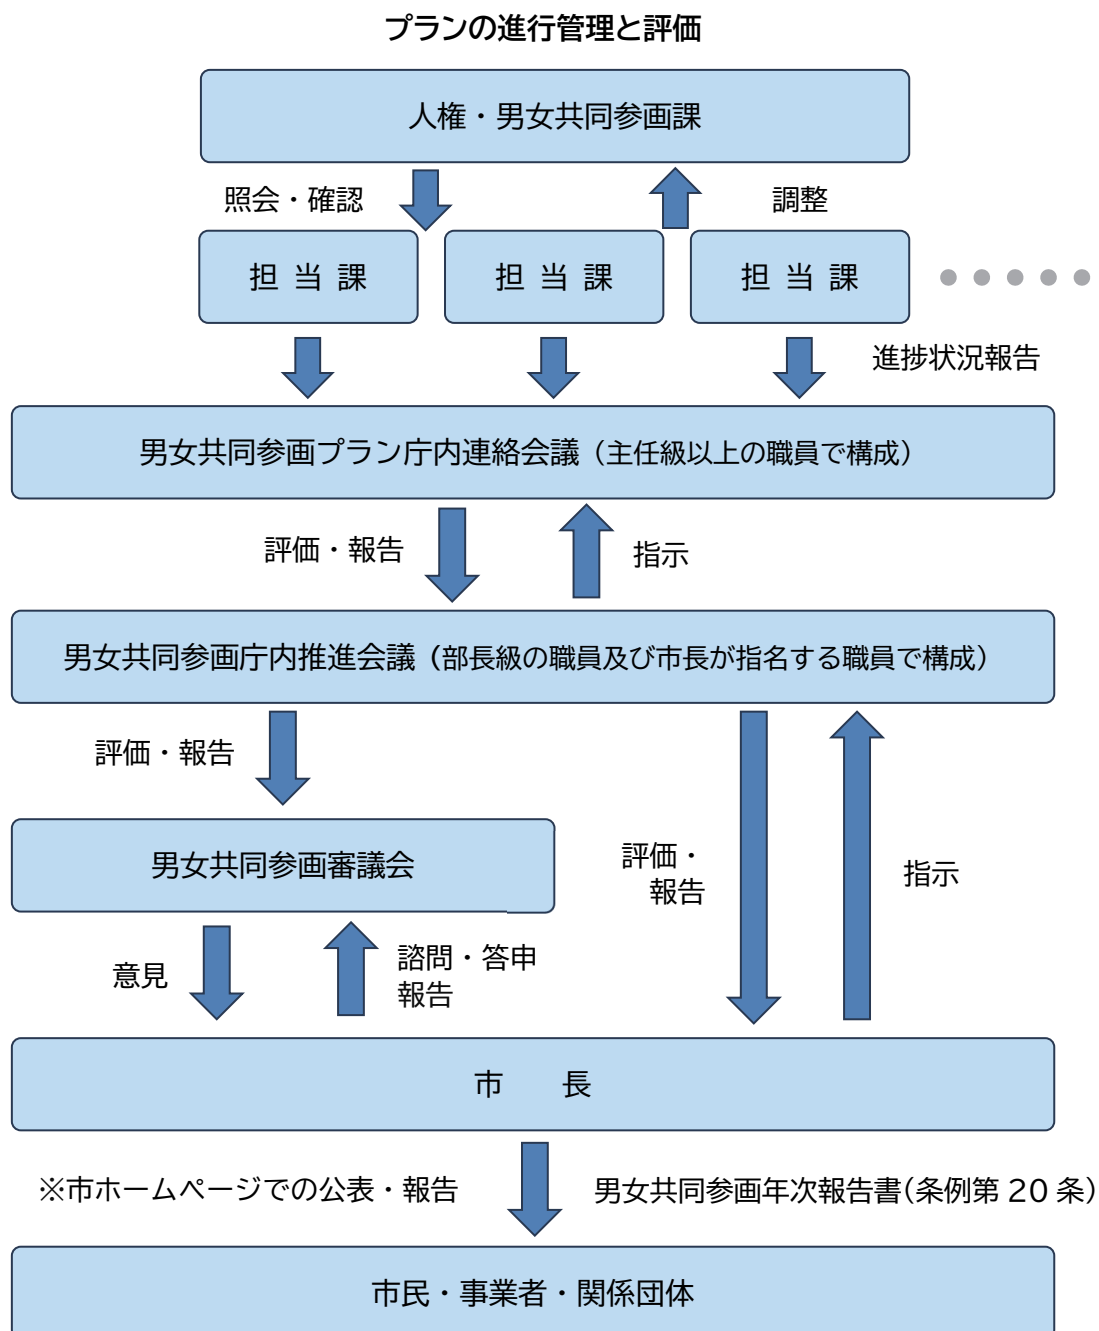 プランの進行管理と評価
人権・男女共同参画課
照会・確認
調整
担 当 課
担 当 課
担 当 課
進捗状況報告
男女共同参画プラン庁内連絡会議（主任級以上の職員で構成）
評価・報告
指示
男女共同参画庁内推進会議（部長級の職員及び市長が指名する職員で構成）
評価・報告
男女共同参画審議会
評価・
報告
指示
意見
諮問・答申
報告
市　　長
※市ホームページでの公表・報告
男女共同参画年次報告書(条例第 20 条)
市民・事業者・関係団体